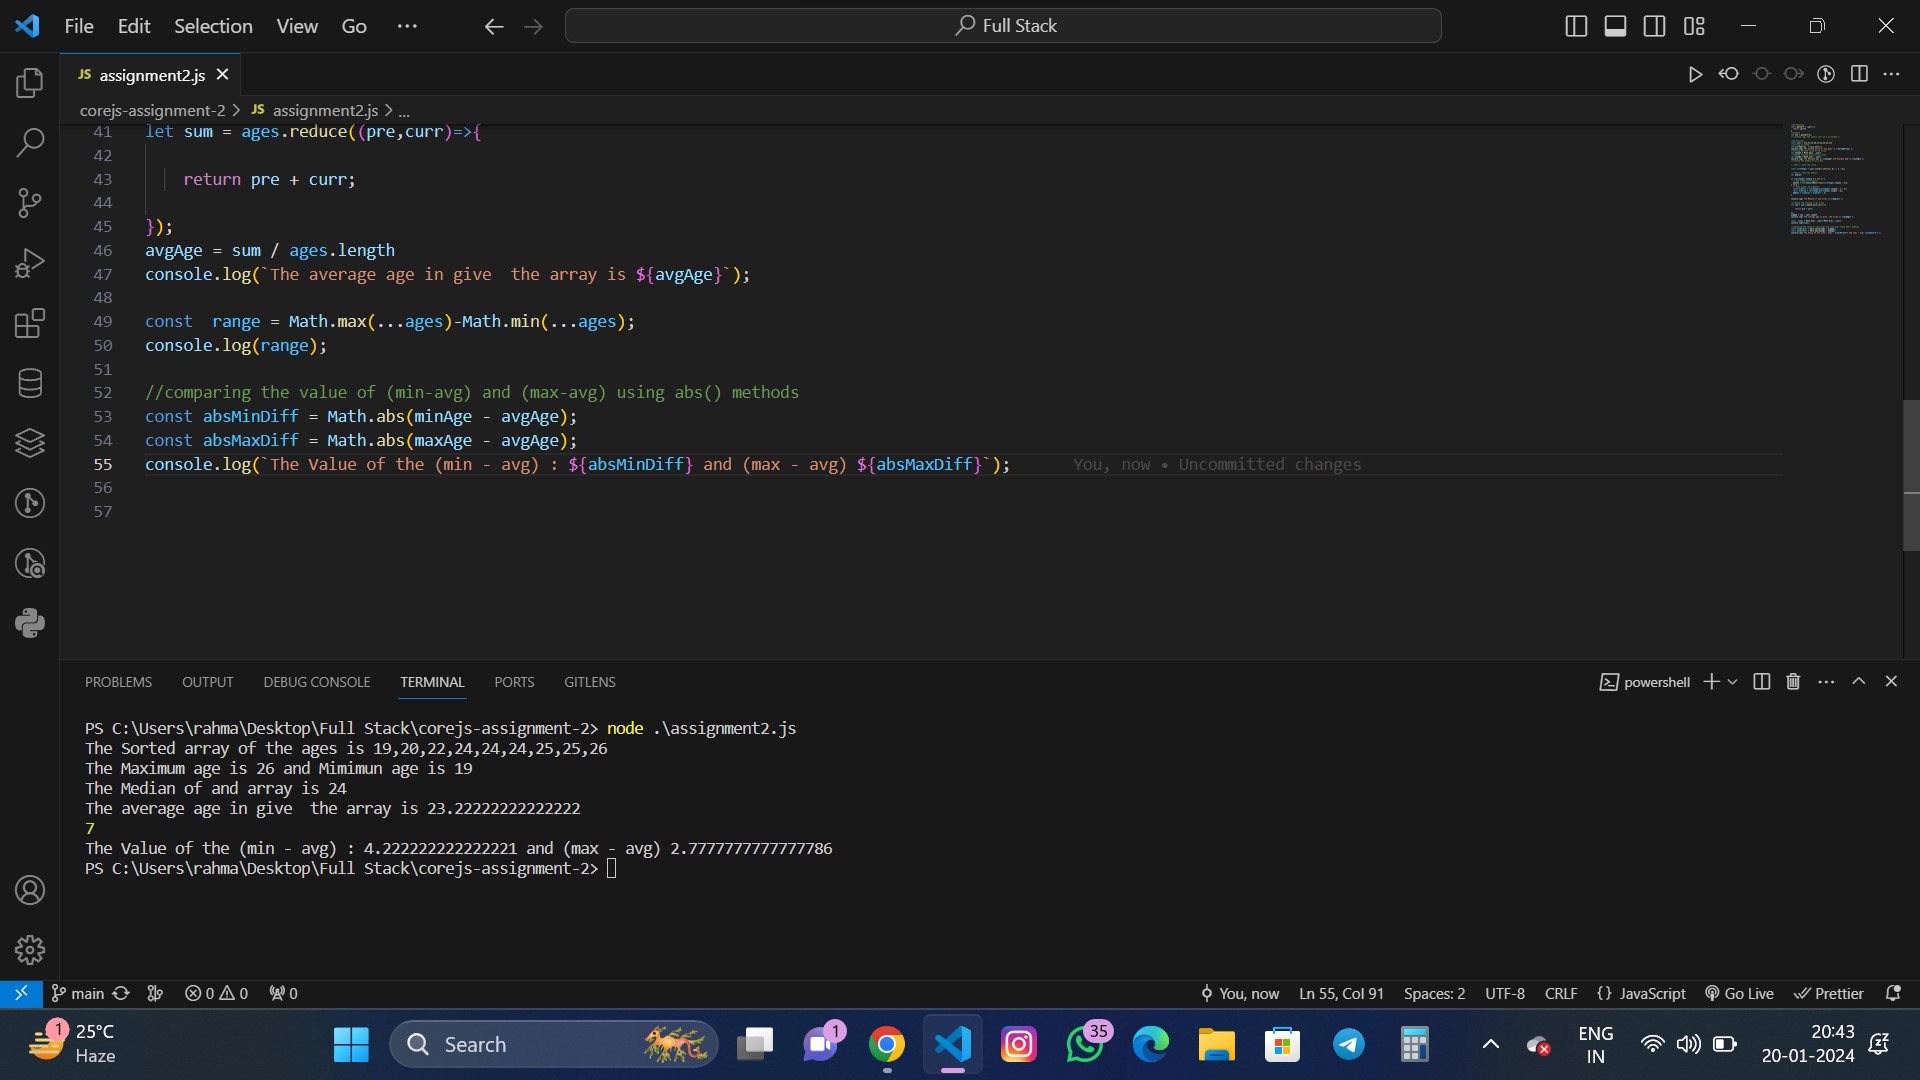 File Edit Selection View Go ··· Full Stack
JS assignment2.js
corejs-assignment-2 > JS assignment2.js > ...
41 let sum = ages.reduce((pre,curr)=>{
42
43 return pre + curr;
44
45 });
46 avgAge = sum / ages.length
47 console.log(`The average age in give  the array is ${avgAge}`);
48
49 const  range = Math.max(...ages)-Math.min(...ages);
50 console.log(range);
51
52 //comparing the value of (min-avg) and (max-avg) using abs() methods
53 const absMinDiff = Math.abs(minAge - avgAge);
54 const absMaxDiff = Math.abs(maxAge - avgAge);
55 console.log(`The Value of the (min - avg) : ${absMinDiff} and (max - avg) ${absMaxDiff}`); You, now • Uncommitted changes
56
57
PROBLEMS OUTPUT DEBUG CONSOLE TERMINAL PORTS GITLENS powershell
PS C:\Users\rahma\Desktop\Full Stack\corejs-assignment-2> node .\assignment2.js
The Sorted array of the ages is 19,20,22,24,24,24,25,25,26
The Maximum age is 26 and Mimimun age is 19
The Median of and array is 24
The average age in give  the array is 23.22222222222222
7
The Value of the (min - avg) : 4.222222222222221 and (max - avg) 2.7777777777777786
PS C:\Users\rahma\Desktop\Full Stack\corejs-assignment-2>
main 0 0 0 You, now Ln 55, Col 91 Spaces: 2 UTF-8 CRLF {} JavaScript Go Live Prettier
1 25°C
Haze
Search
1
35
ENG
IN
20:43
20-01-2024